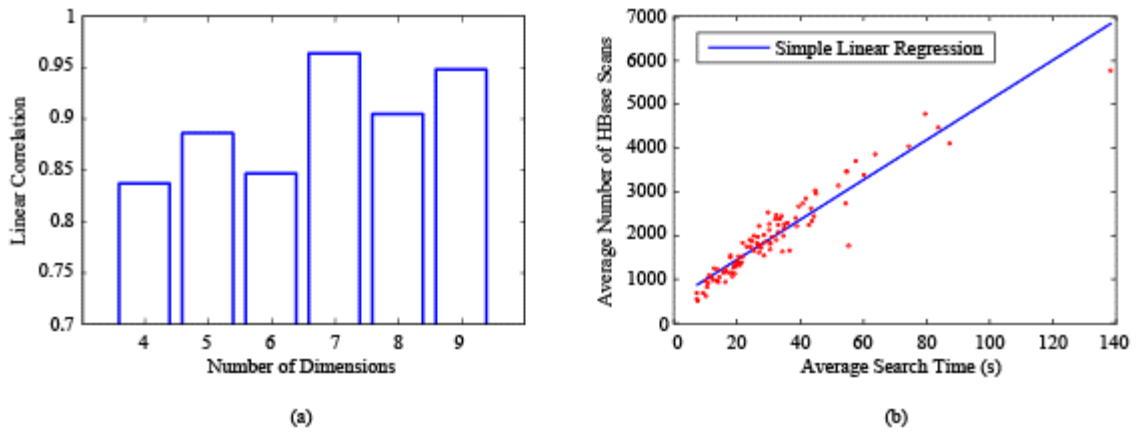 1
0.95
0.9
0.85
0.8
0.75
0.7
Linear Correlation
4 5 6 7 8 9
Number of Dimensions
(a)
7000
6000
5000
4000
3000
2000
1000
0
Average Number of HBase Scans
Simple Linear Regression
0 20 40 60 80 100 120 140
Average Search Time (s)
(b)